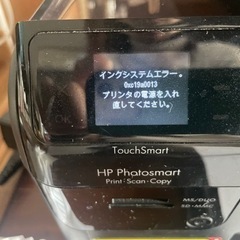 インクシステムエラー。
0xc19a0013
プリンタの電源を入れ
直してください。
OK
TouchSmart
HP Photosmart
Print·Scan·Copy
MS/DUO
SD·MMC